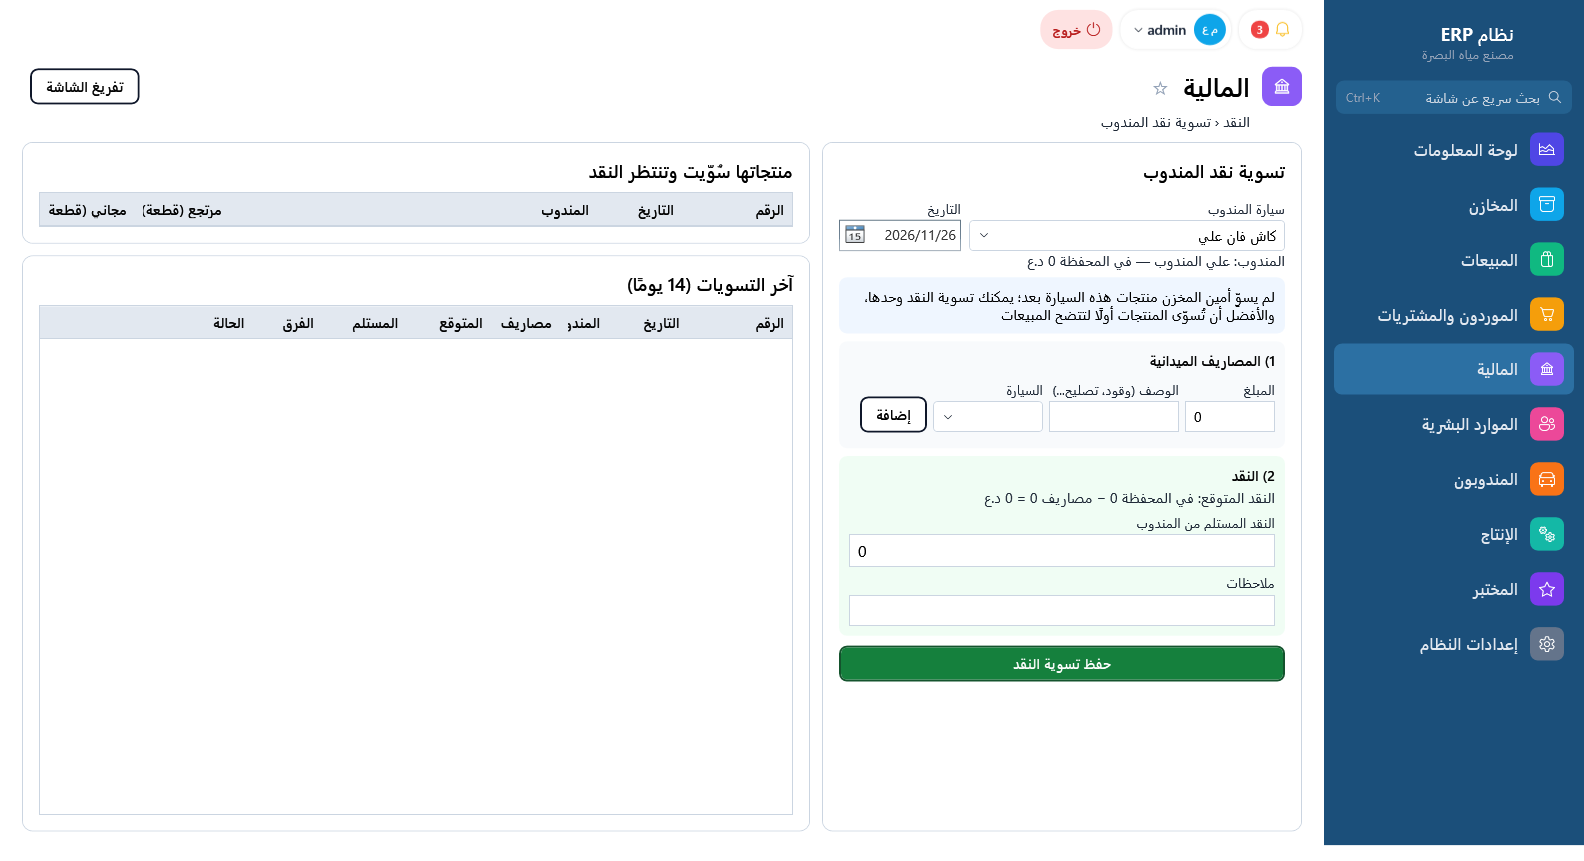 نظام ERP
مصنع مياه البصرة
بحث سريع عن شاشة
Ctrl+K
لوحة المعلومات
المخازن
المبيعات
الموردون والمشتريات
المالية
الموارد البشرية
المندوبون
الإنتاج
المختبر
إعدادات النظام
3
م ع
admin
خروج
المالية
النقد › تسوية نقد المندوب
تفريغ الشاشة
تسوية نقد المندوب
سيارة المندوب
التاريخ
كاش فان علي
2026/11/26
15
المندوب: علي المندوب — في المحفظة 0 د.ع
لم يسوّ أمين المخزن منتجات هذه السيارة بعد؛ يمكنك تسوية النقد وحدها،
والأفضل أن تُسوّى المنتجات أولًا لتتضح المبيعات
1) المصاريف الميدانية
المبلغ
الوصف (وقود، تصليح...)
السيارة
0
إضافة
2) النقد
النقد المتوقع: في المحفظة 0 − مصاريف 0 = 0 د.ع
النقد المستلم من المندوب
0
ملاحظات
حفظ تسوية النقد
منتجاتها سُوّيت وتنتظر النقد
الرقم
التاريخ
المندوب
مرتجع (قطعة)
مجاني (قطعة
آخر التسويات (14 يومًا)
الرقم
التاريخ
المندو
مصاريف
المتوقع
المستلم
الفرق
الحالة